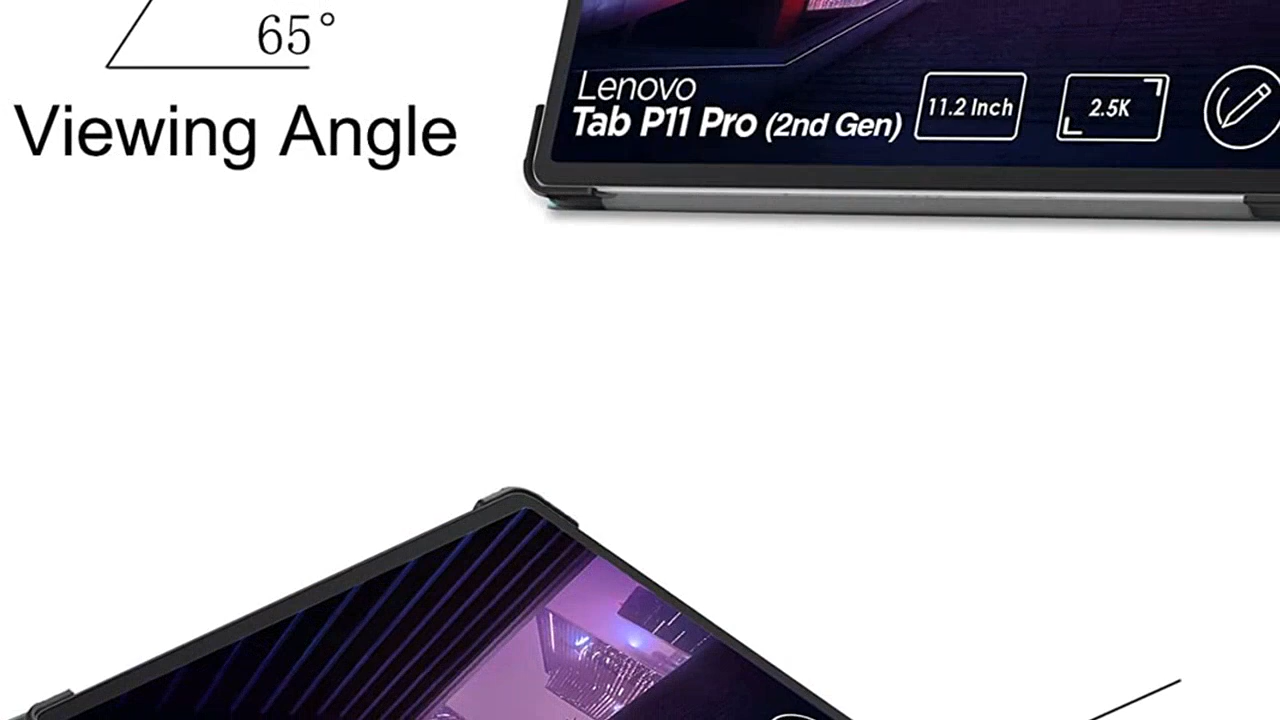 65°
Viewing Angle
Lenovo
Tab P11 Pro (2nd Gen)
11.2 Inch
2.5K